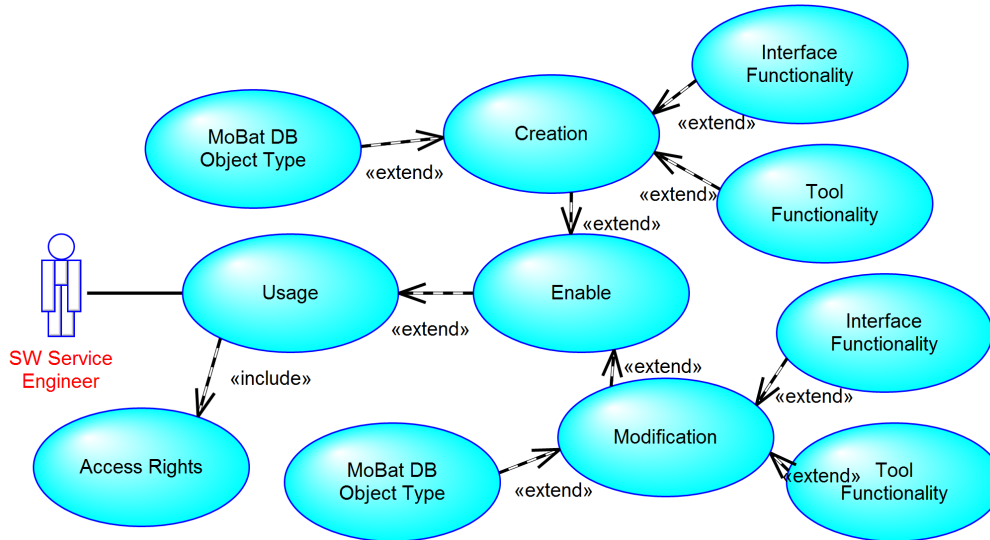 Interface
Functionality
MoBat DB
Object Type
Creation
«extend»
«extend»
«extend»
Tool
Functionality
«extend»
Usage
Enable
«extend»
Interface
Functionality
SW Service
Engineer
«include»
«extend»
«extend»
Access Rights
MoBat DB
Object Type
Modification
«extend»
«extend»
Tool
Functionality